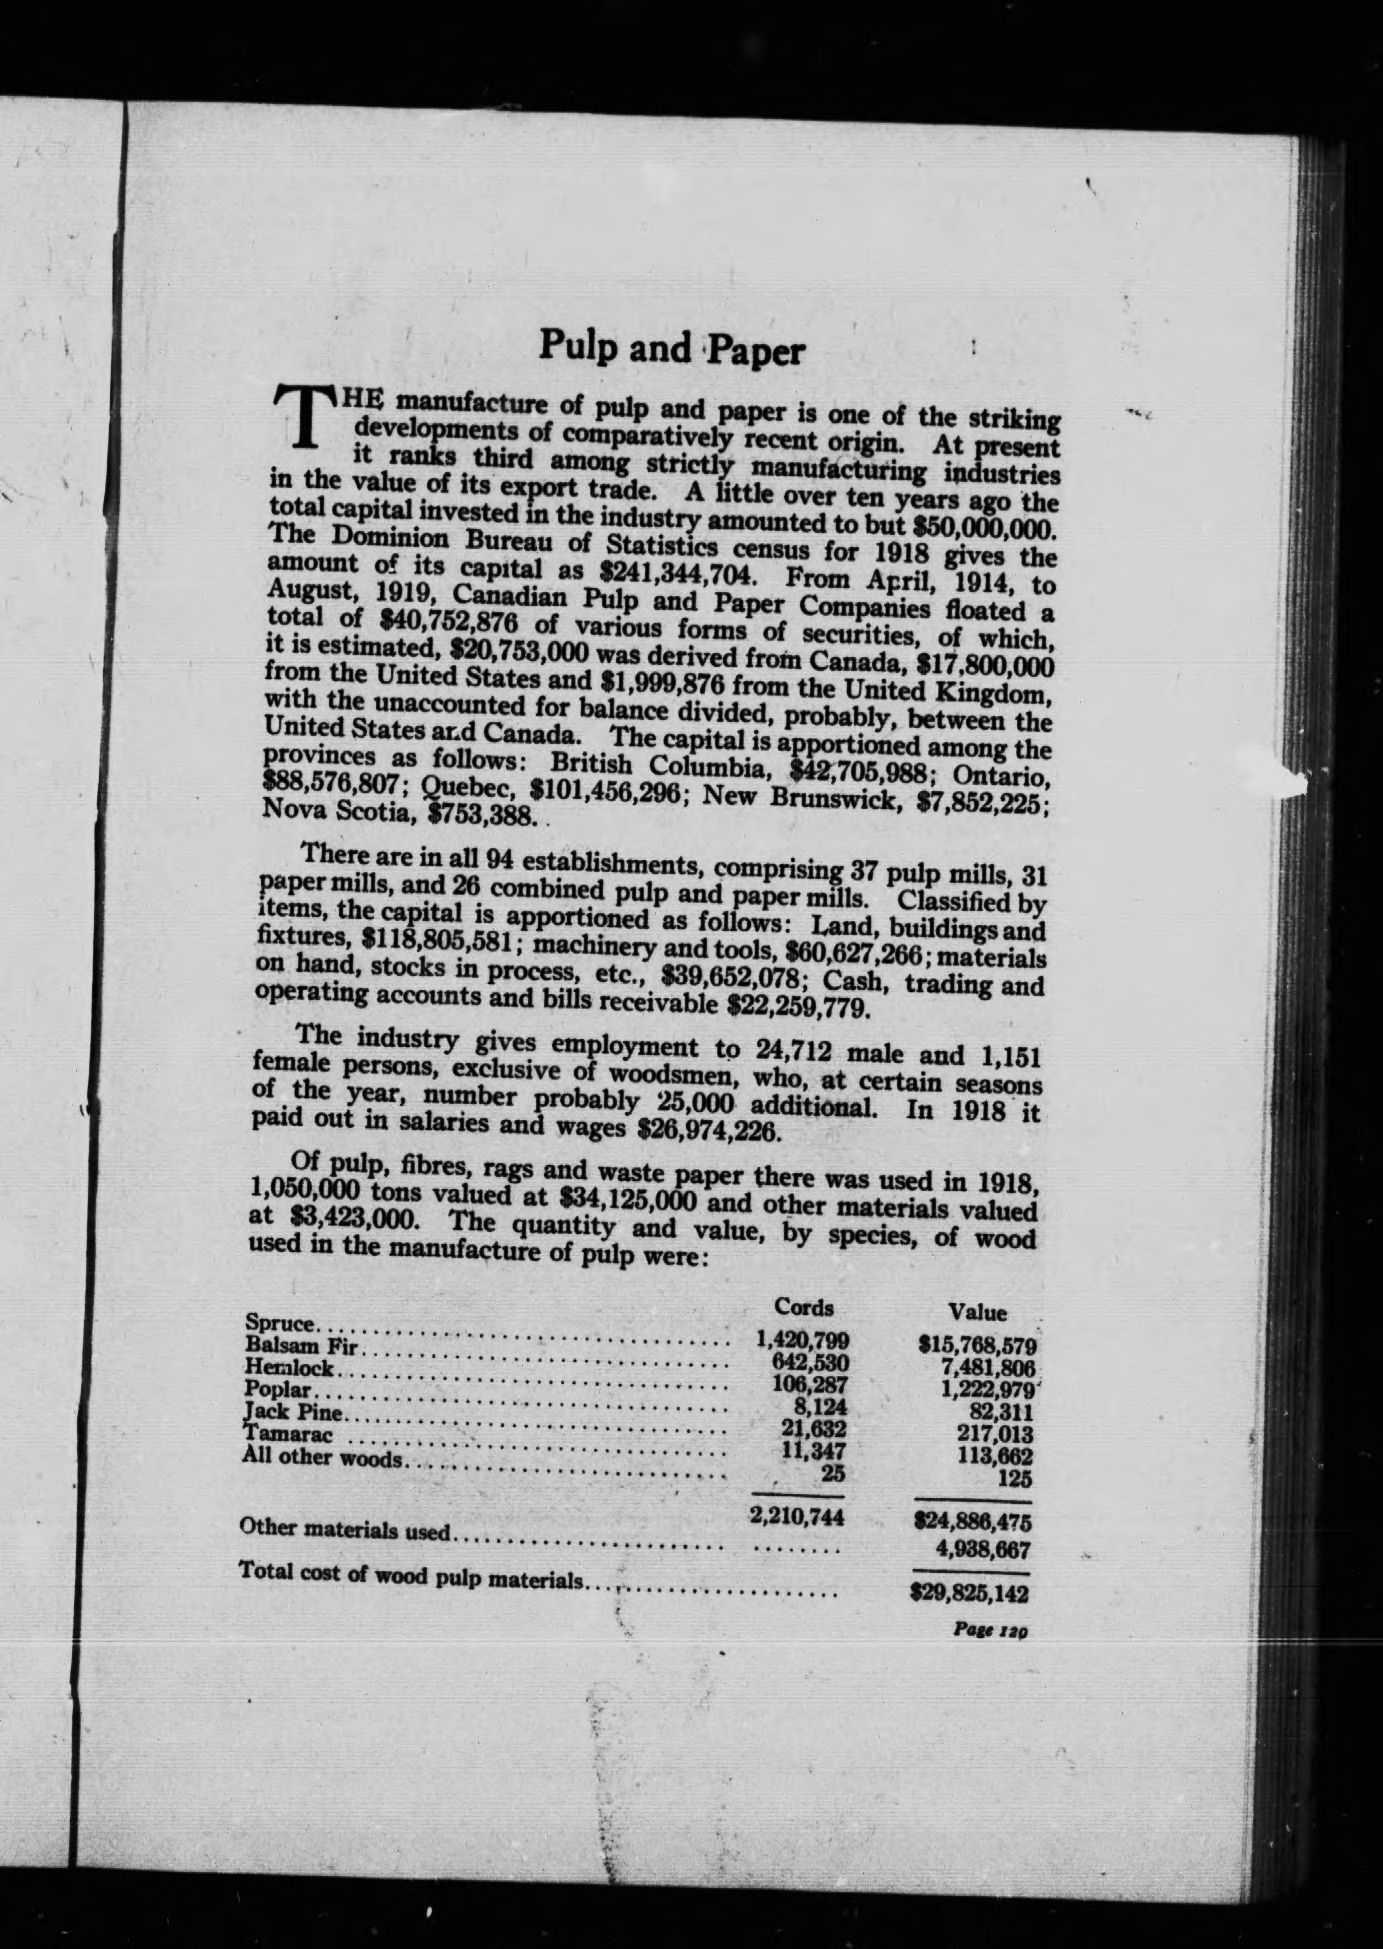 Pulp and Paper
THE manufacture of pulp and paper is one of the striking
developments of comparatively recent origin. At present
it ranks third among strictly manufacturing industries
in the value of its export trade. A little over ten years ago the
total capital invested in the industry amounted to but $50,000,000.
The Dominion Bureau of Statistics census for 1918 gives the
amount of its capital as $241,344,704. From April, 1914, to
August, 1919, Canadian Pulp and Paper Companies floated a
total of $40,752,876 of various forms of securities, of which,
it is estimated, $20,753,000 was derived from Canada, $17,800,000
from the United States and $1,999,876 from the United Kingdom,
with the unaccounted for balance divided, probably, between the
United States and Canada. The capital is apportioned among the
provinces as follows: British Columbia, $42,705,988; Ontario,
$88,576,807; Quebec, $101,456,296; New Brunswick, $7,852,225;
Nova Scotia, $753,388.
There are in all 94 establishments, comprising 37 pulp mills, 31
paper mills, and 26 combined pulp and paper mills. Classified by
items, the capital is apportioned as follows: Land, buildings and
fixtures, $118,805,581; machinery and tools, $60,627,266; materials
on hand, stocks in process, etc., $39,652,078; Cash, trading and
operating accounts and bills receivable $22,259,779.
The industry gives employment to 24,712 male and 1,151
female persons, exclusive of woodsmen, who, at certain seasons
of the year, number probably 25,000 additional. In 1918 it
paid out in salaries and wages $26,974,226.
Of pulp, fibres, rags and waste paper there was used in 1918,
1,050,000 tons valued at $34,125,000 and other materials valued
at $3,423,000. The quantity and value, by species, of wood
used in the manufacture of pulp were:
Cords Value
Spruce 1,420,799 $15,768,579
Balsam Fir 642,530 7,481,806
Hemlock 106,287 1,222,979
Poplar 8,124 82,311
Jack Pine 21,632 217,013
Tamarac 11,347 113,662
All other woods 25 125
2,210,744 $24,886,475
Other materials used 4,938,667
Total cost of wood pulp materials $29,825,142
Page 129